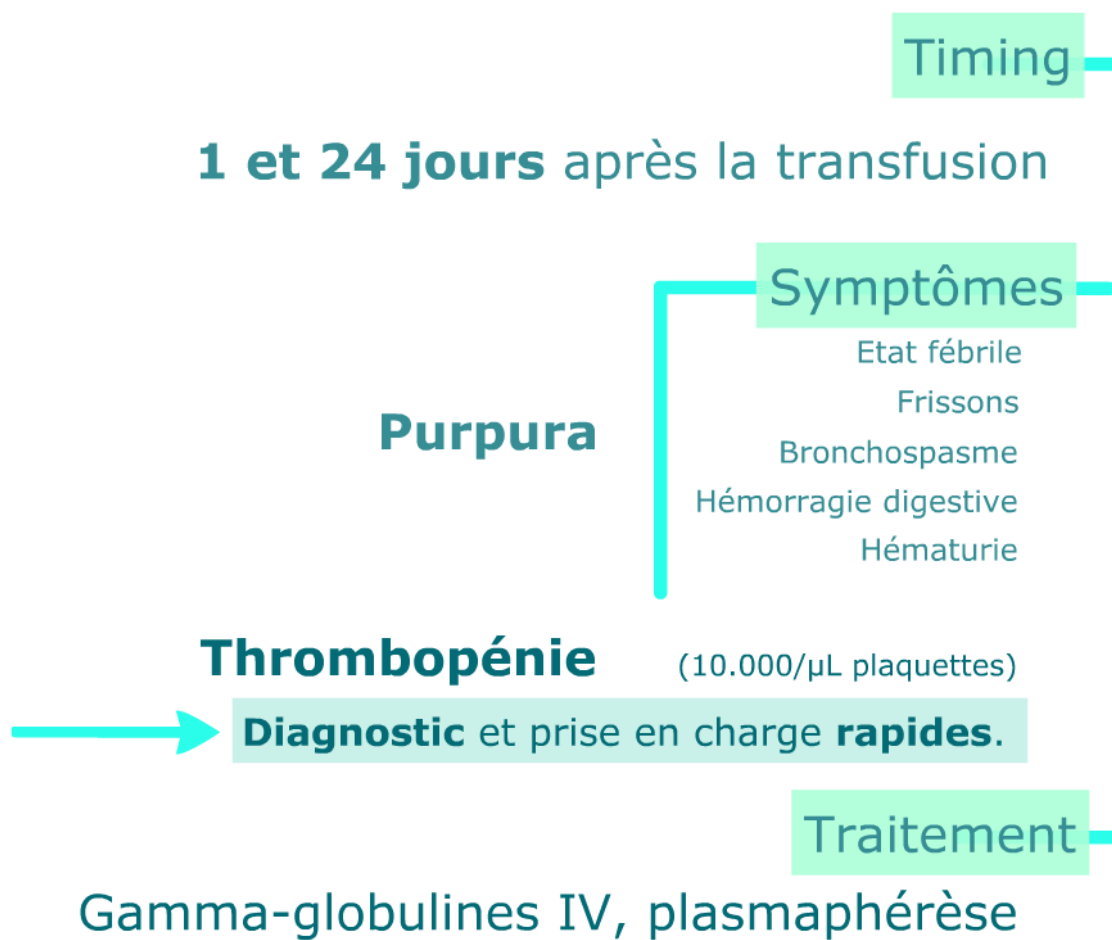 Timing
1 et 24 jours après la transfusion
Symptômes
Etat fébrile
Frissons
Purpura
Bronchospasme
Hémorragie digestive
Hématurie
Thrombopénie (10.000/µL plaquettes)
Diagnostic et prise en charge rapides.
Traitement
Gamma-globulines IV, plasmaphérèse